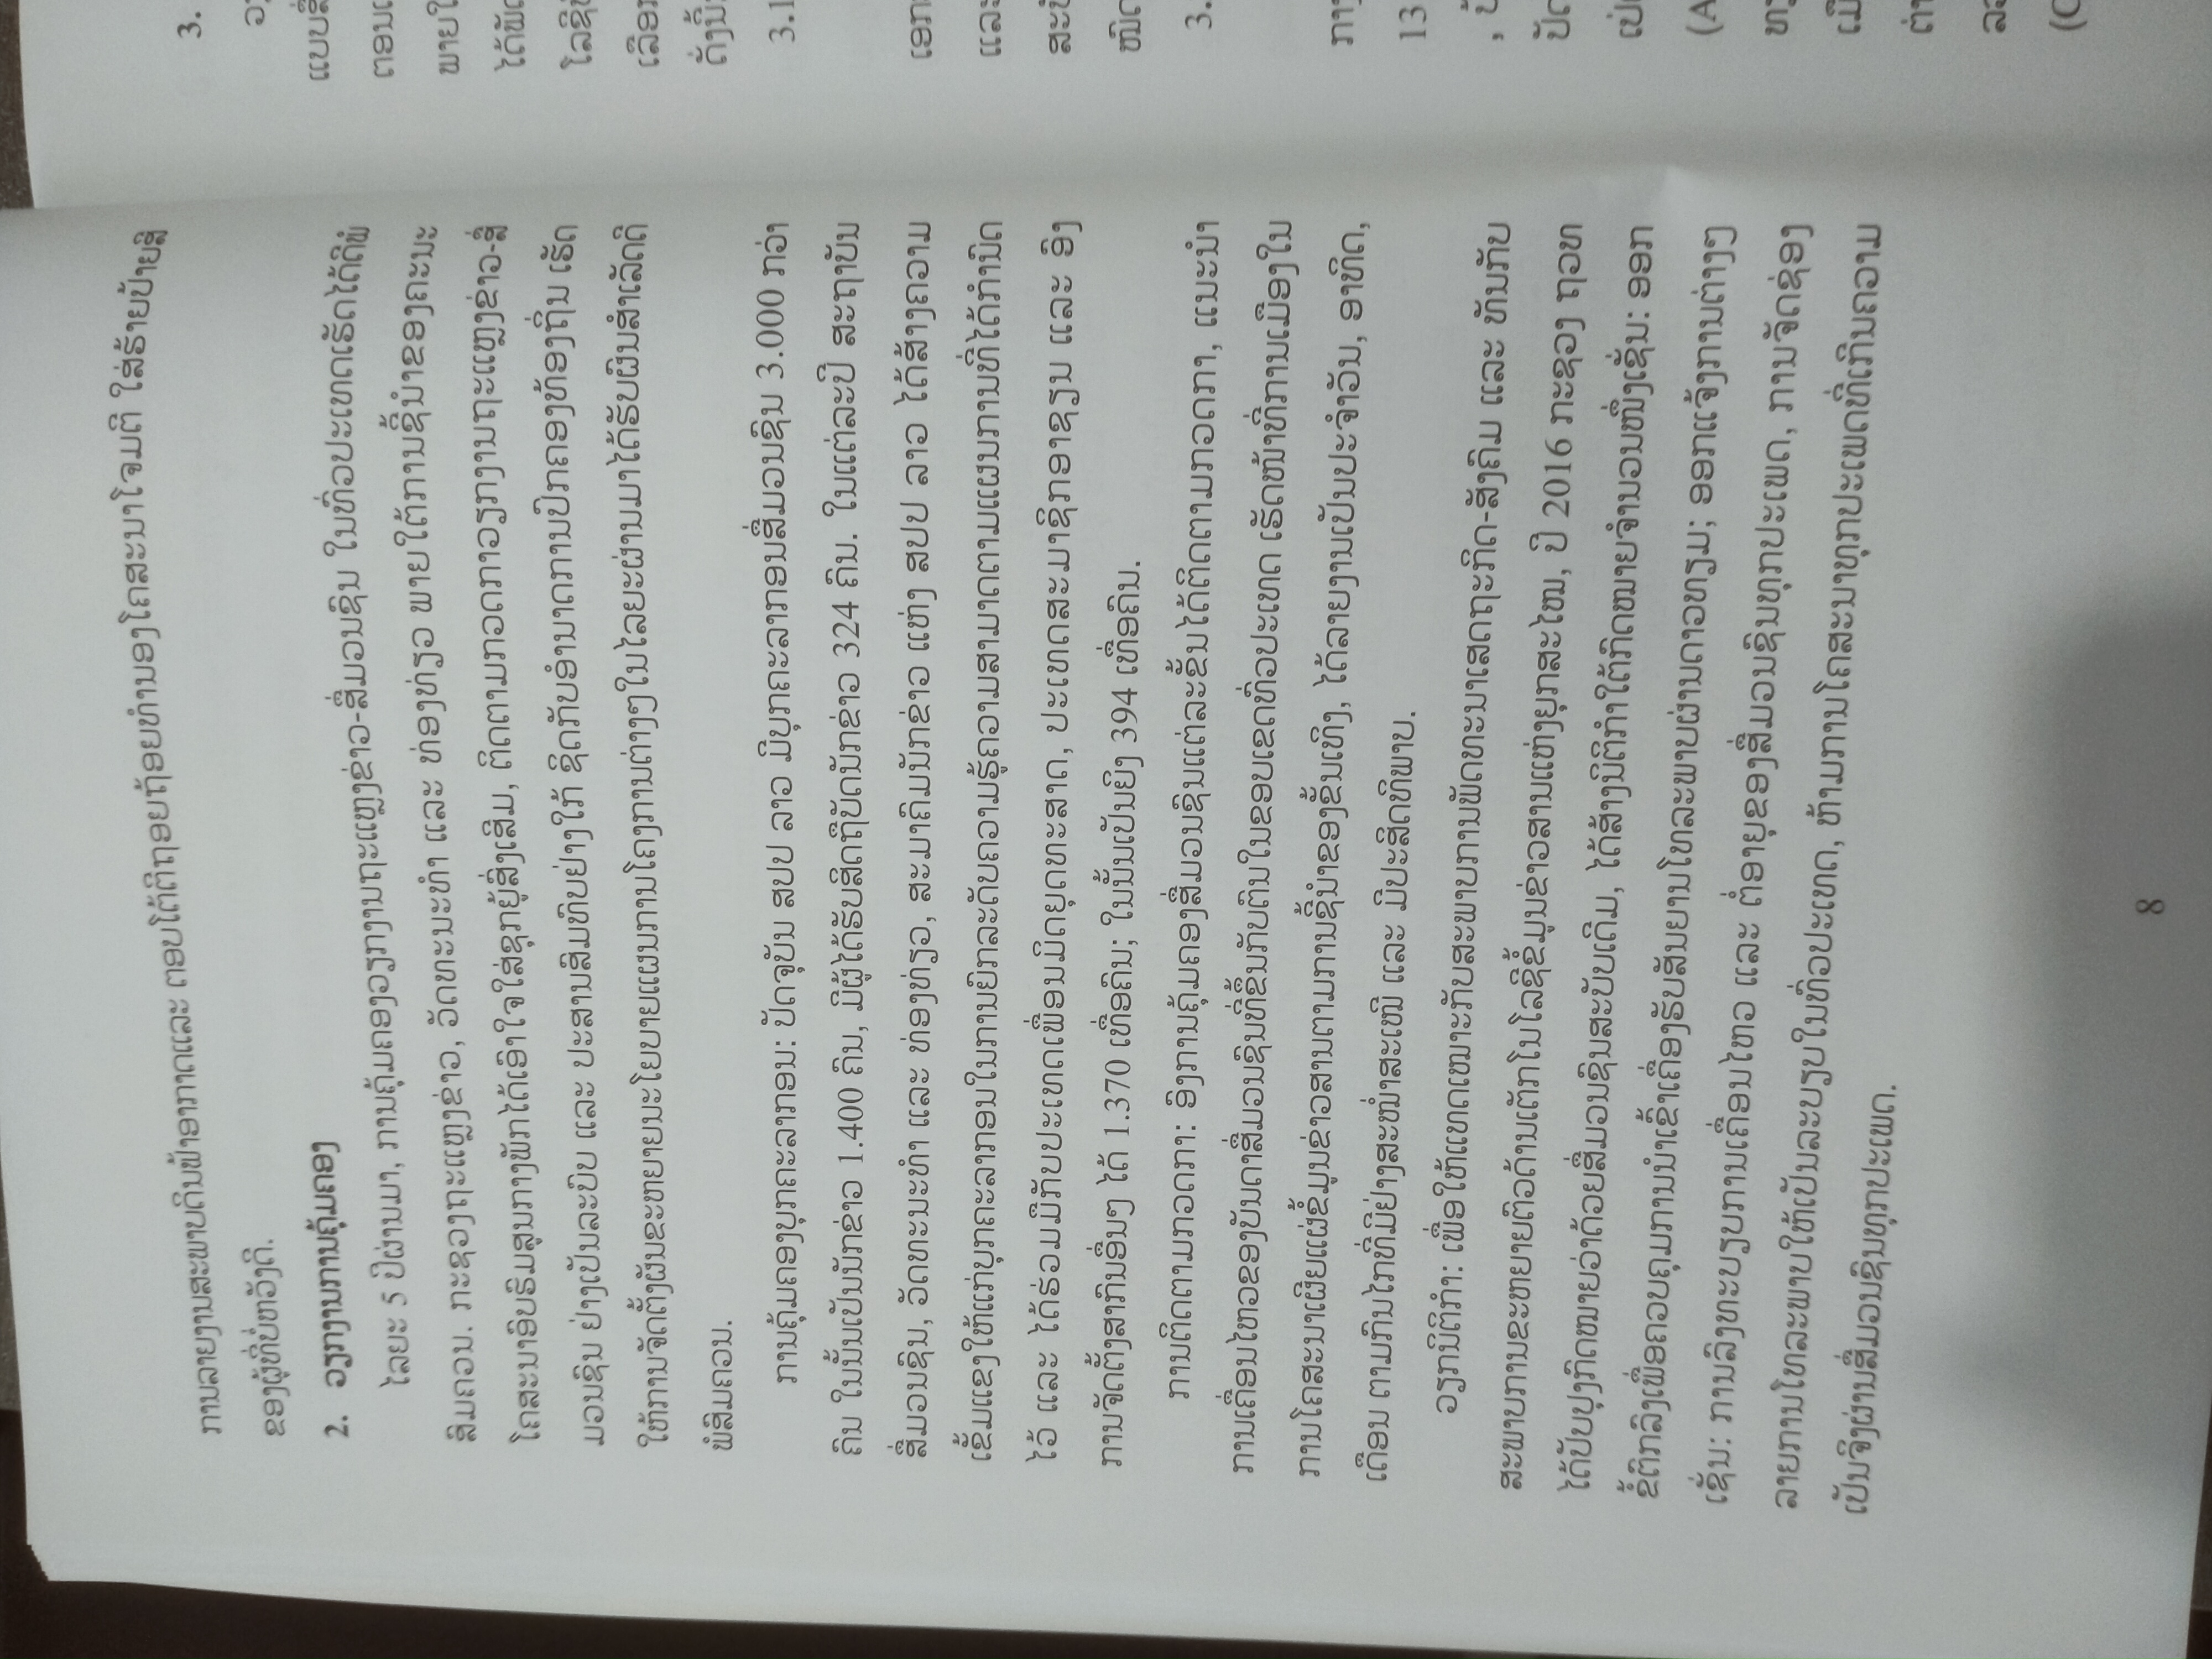 ການລາຍງານສະພາບດິນຟ້າອາກາດແລະ ຕອບໂຕ້ຕີຖອຍຖ້ອຍທຳນອງໂຄສະນາໂຈມຕີ ໃສ່ຮ້າຍປ້າຍສີ
ຂອງຜູ້ທີ່ບໍ່ຫວັງດີ.
2. ວຽກງານການຄຸ້ມຄອງ
ໄລຍະ 5 ປີຜ່ານມາ, ການຄຸ້ມຄອງວຽກງານຖະແຫຼງຂ່າວ-ສື່ມວນຊົນ ໃນທົ່ວປະເທດເຮັດໄດ້ດີພໍ
ສົມຄວນ. ກະຊວງຖະແຫຼງຂ່າວ, ວັດທະນະທຳ ແລະ ທ່ອງທ່ຽວ ພາຍໃຕ້ການຊີ້ນຳຂອງຄະນະ
ໂຄສະນາອົບຮົມສູນກາງພັກໄດ້ເອົາໃຈໃສ່ຊຸກຍູ້ສົ່ງເສີມ, ຕິດຕາມກວດກາວຽກງານຖະແຫຼງຂ່າວ-ສື່
ມວນຊົນ ຢ່າງເປັນລະບົບ ແລະ ປະສານສົມທົບຢ່າງໃກ້ ຊິດກັບອຳນາດການປົກຄອງທ້ອງຖິ່ນ ເຮັດ
ໃຫ້ການຈັດຕັ້ງຜັນຂະຫຍາຍນະໂຍບາຍແຜນການໂຄງການຕ່າງໆໃນໄລຍະຜ່ານມາໄດ້ຮັບຜົນສຳເລັດດີ
ພໍສົມຄວນ.
ການຄຸ້ມຄອງບຸກຄະລາກອນ: ປັດຈຸບັນ ສປປ ລາວ ມີບຸກຄະລາກອນສື່ມວນຊົນ 3.000 ກວ່າ
ຄົນ ໃນນັ້ນເປັນນັກຂ່າວ 1.400 ຄົນ, ມີຜູ້ໄດ້ຮັບສິດຖືບັດນັກຂ່າວ 324 ຄົນ. ໃນແຕ່ລະປີ ສະຖາບັນ
ສື່ມວນຊົນ, ວັດທະນະທຳ ແລະ ທ່ອງທ່ຽວ, ສະມາຄົມນັກຂ່າວ ແຫ່ງ ສປປ ລາວ ໄດ້ສ້າງຄວາມ
ເຂັ້ມແຂງໃຫ້ແກ່ບຸກຄະລາກອນໃນການຍົກລະດັບຄວາມຮູ້ຄວາມສາມາດຕາມແຜນການທີ່ໄດ້ກຳນົດ
ໄວ້ ແລະ ໄດ້ຮ່ວມມືກັບປະເທດເພື່ອນມິດຍຸດທະສາດ, ປະເທດສະມາຊິກອາຊຽນ ແລະ ອົງ
ການຈັດຕັ້ງສາກົນອື່ນໆ ໄດ້ 1.370 ເທື່ອຄົນ; ໃນນັ້ນເປັນຍິງ 394 ເທື່ອຄົນ.
ການຕິດຕາມກວດກາ: ອົງການຄຸ້ມຄອງສື່ມວນຊົນແຕ່ລະຂັ້ນໄດ້ຕິດຕາມກວດກາ, ແນະນຳ
ການເຄື່ອນໄຫວຂອງບັນດາສື່ມວນຊົນທີ່ຂຶ້ນກັບຕົນໃນຂອບເຂດທົ່ວປະເທດ ເຮັດໜ້າທີ່ການເມືອງໃນ
ການໂຄສະນາເຜີຍແຜ່ຂໍ້ມູນຂ່າວສານຕາມການຊີ້ນຳຂອງຂັ້ນເທິງ, ໄດ້ລາຍງານເປັນປະຈຳວັນ, ອາທິດ,
ເດືອນ ຕາມກົນໄກທີ່ມີຢ່າງສະໝ່ຳສະເໝີ ແລະ ມີປະສິດທິພາບ.
ວຽກນິຕິກຳ: ເພື່ອໃຫ້ແທດເໝາະກັບສະພາບການພັດທະນາເສດຖະກິດ-ສັງຄົມ ແລະ ທັນກັບ
ສະພາບການຂະຫຍາຍຕົວດ້ານເຕັກໂນໂລຊີຂໍ້ມູນຂ່າວສານແຫ່ງຍຸກສະໄໝ, ປີ 2016 ກະຊວງ ຖວທ
ໄດ້ປັບປຸງກົດໝາຍວ່າດ້ວຍສື່ມວນຊົນສະບັບເດີມ, ໄດ້ສ້າງນິຕິກຳໃຕ້ກົດໝາຍຈຳນວນໜຶ່ງເຊັ່ນ: ອອກ
ຂໍ້ຕົກລົງເພື່ອຄວບຄຸມການນຳເຂົ້າເຄື່ອງຮັບສັນຍານໂທລະພາບຜ່ານດາວທຽມ; ອອກແຈ້ງການຕ່າງໆ
ເຊັ່ນ: ການລົງທະບຽນການເຄື່ອນໄຫວ ແລະ ຕໍ່ອາຍຸຂອງສື່ມວນຊົນທຸກປະເພດ, ການຈັດຊ່ອງ
ລາຍການໂທລະພາບໃຫ້ເປັນລະບຽບໃນທົ່ວປະເທດ, ຫ້າມການໂຄສະນາທຸກປະເພດທີ່ເກີນຄວາມ
ເປັນຈິງຜ່ານສື່ມວນຊົນທຸກປະເພດ.
8